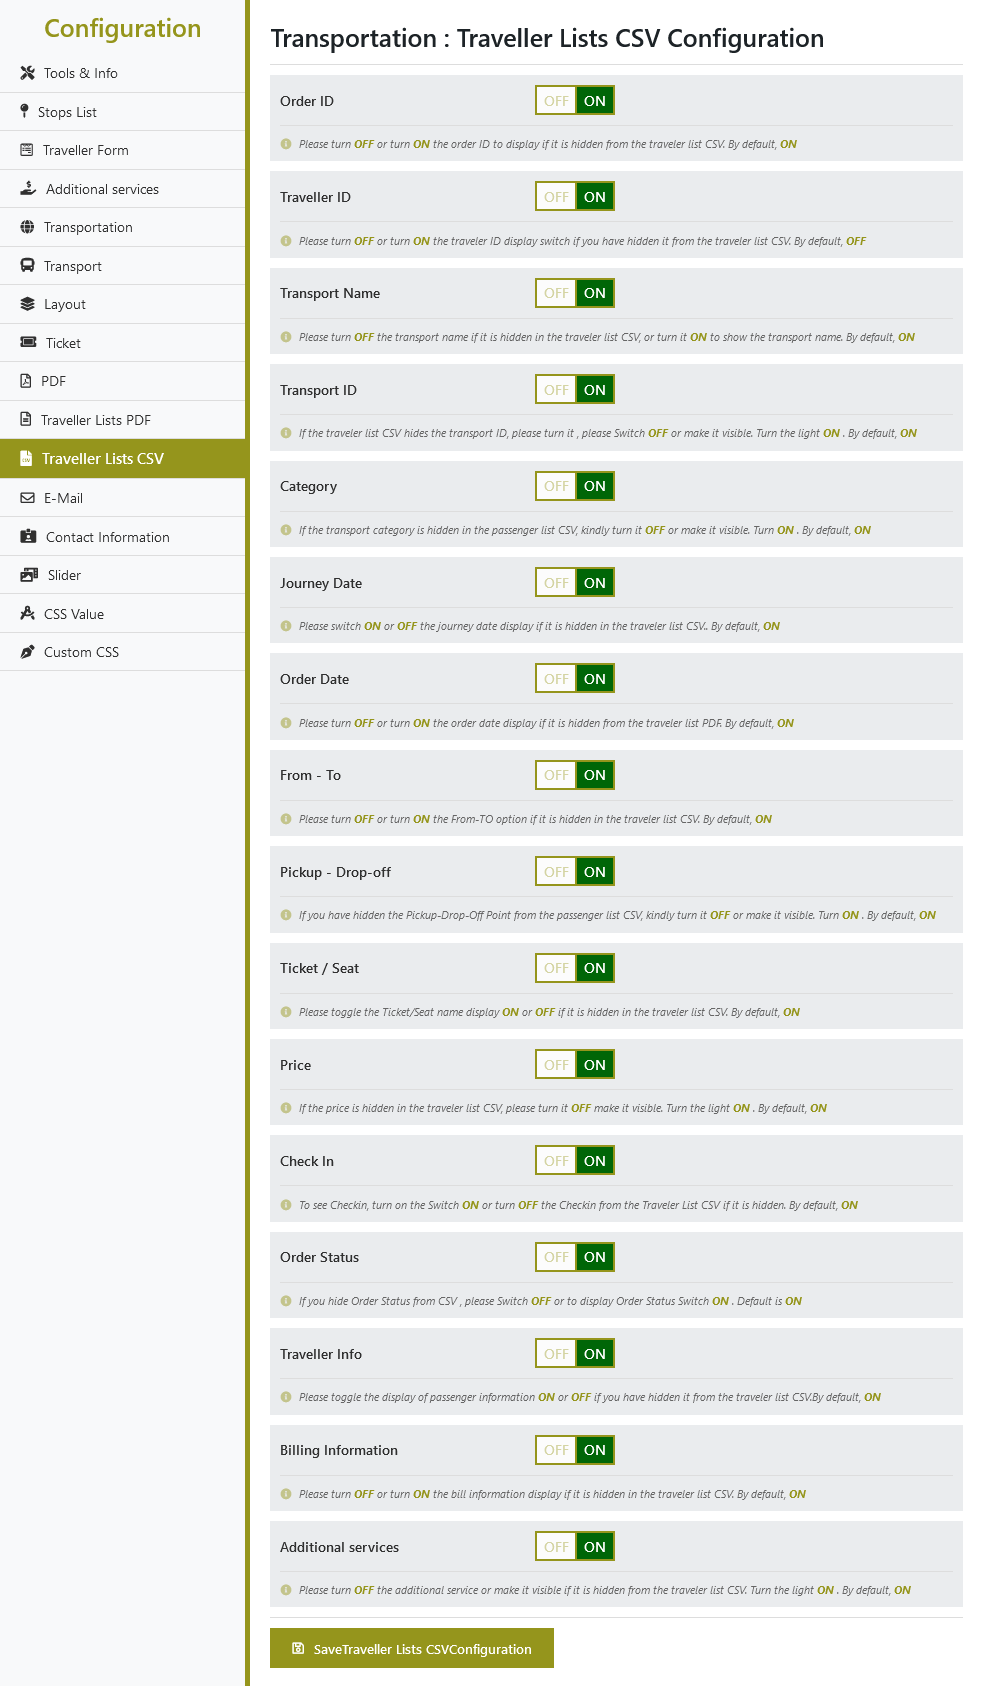 Configuration
Tools & Info
Stops List
Traveller Form
Additional services
Transportation
Transport
Layout
Ticket
PDF
Traveller Lists PDF
Traveller Lists CSV
E-Mail
Contact Information
Slider
CSS Value
Custom CSS
Transportation : Traveller Lists CSV Configuration
Order ID OFF ON
Please turn OFF or turn ON the order ID to display if it is hidden from the traveler list CSV. By default, ON
Traveller ID OFF ON
Please turn OFF or turn ON the traveler ID display switch if you have hidden it from the traveler list CSV. By default, OFF
Transport Name OFF ON
Please turn OFF the transport name if it is hidden in the traveler list CSV, or turn it ON to show the transport name. By default, ON
Transport ID OFF ON
If the traveler list CSV hides the transport ID, please turn it , please Switch OFF or make it visible. Turn the light ON . By default, ON
Category OFF ON
If the transport category is hidden in the passenger list CSV, kindly turn it OFF or make it visible. Turn ON . By default, ON
Journey Date OFF ON
Please switch ON or OFF the journey date display if it is hidden in the traveler list CSV.. By default, ON
Order Date OFF ON
Please turn OFF or turn ON the order date display if it is hidden from the traveler list PDF. By default, ON
From - To OFF ON
Please turn OFF or turn ON the From-TO option if it is hidden in the traveler list CSV. By default, ON
Pickup - Drop-off OFF ON
If you have hidden the Pickup-Drop-Off Point from the passenger list CSV, kindly turn it OFF or make it visible. Turn ON . By default, ON
Ticket / Seat OFF ON
Please toggle the Ticket/Seat name display ON or OFF if it is hidden in the traveler list CSV. By default, ON
Price OFF ON
If the price is hidden in the traveler list CSV, please turn it OFF make it visible. Turn the light ON . By default, ON
Check In OFF ON
To see Checkin, turn on the Switch ON or turn OFF the Checkin from the Traveler List CSV if it is hidden. By default, ON
Order Status OFF ON
If you hide Order Status from CSV , please Switch OFF or to display Order Status Switch ON . Default is ON
Traveller Info OFF ON
Please toggle the display of passenger information ON or OFF if you have hidden it from the traveler list CSV.By default, ON
Billing Information OFF ON
Please turn OFF or turn ON the bill information display if it is hidden in the traveler list CSV. By default, ON
Additional services OFF ON
Please turn OFF the additional service or make it visible if it is hidden from the traveler list CSV. Turn the light ON . By default, ON
SaveTraveller Lists CSVConfiguration